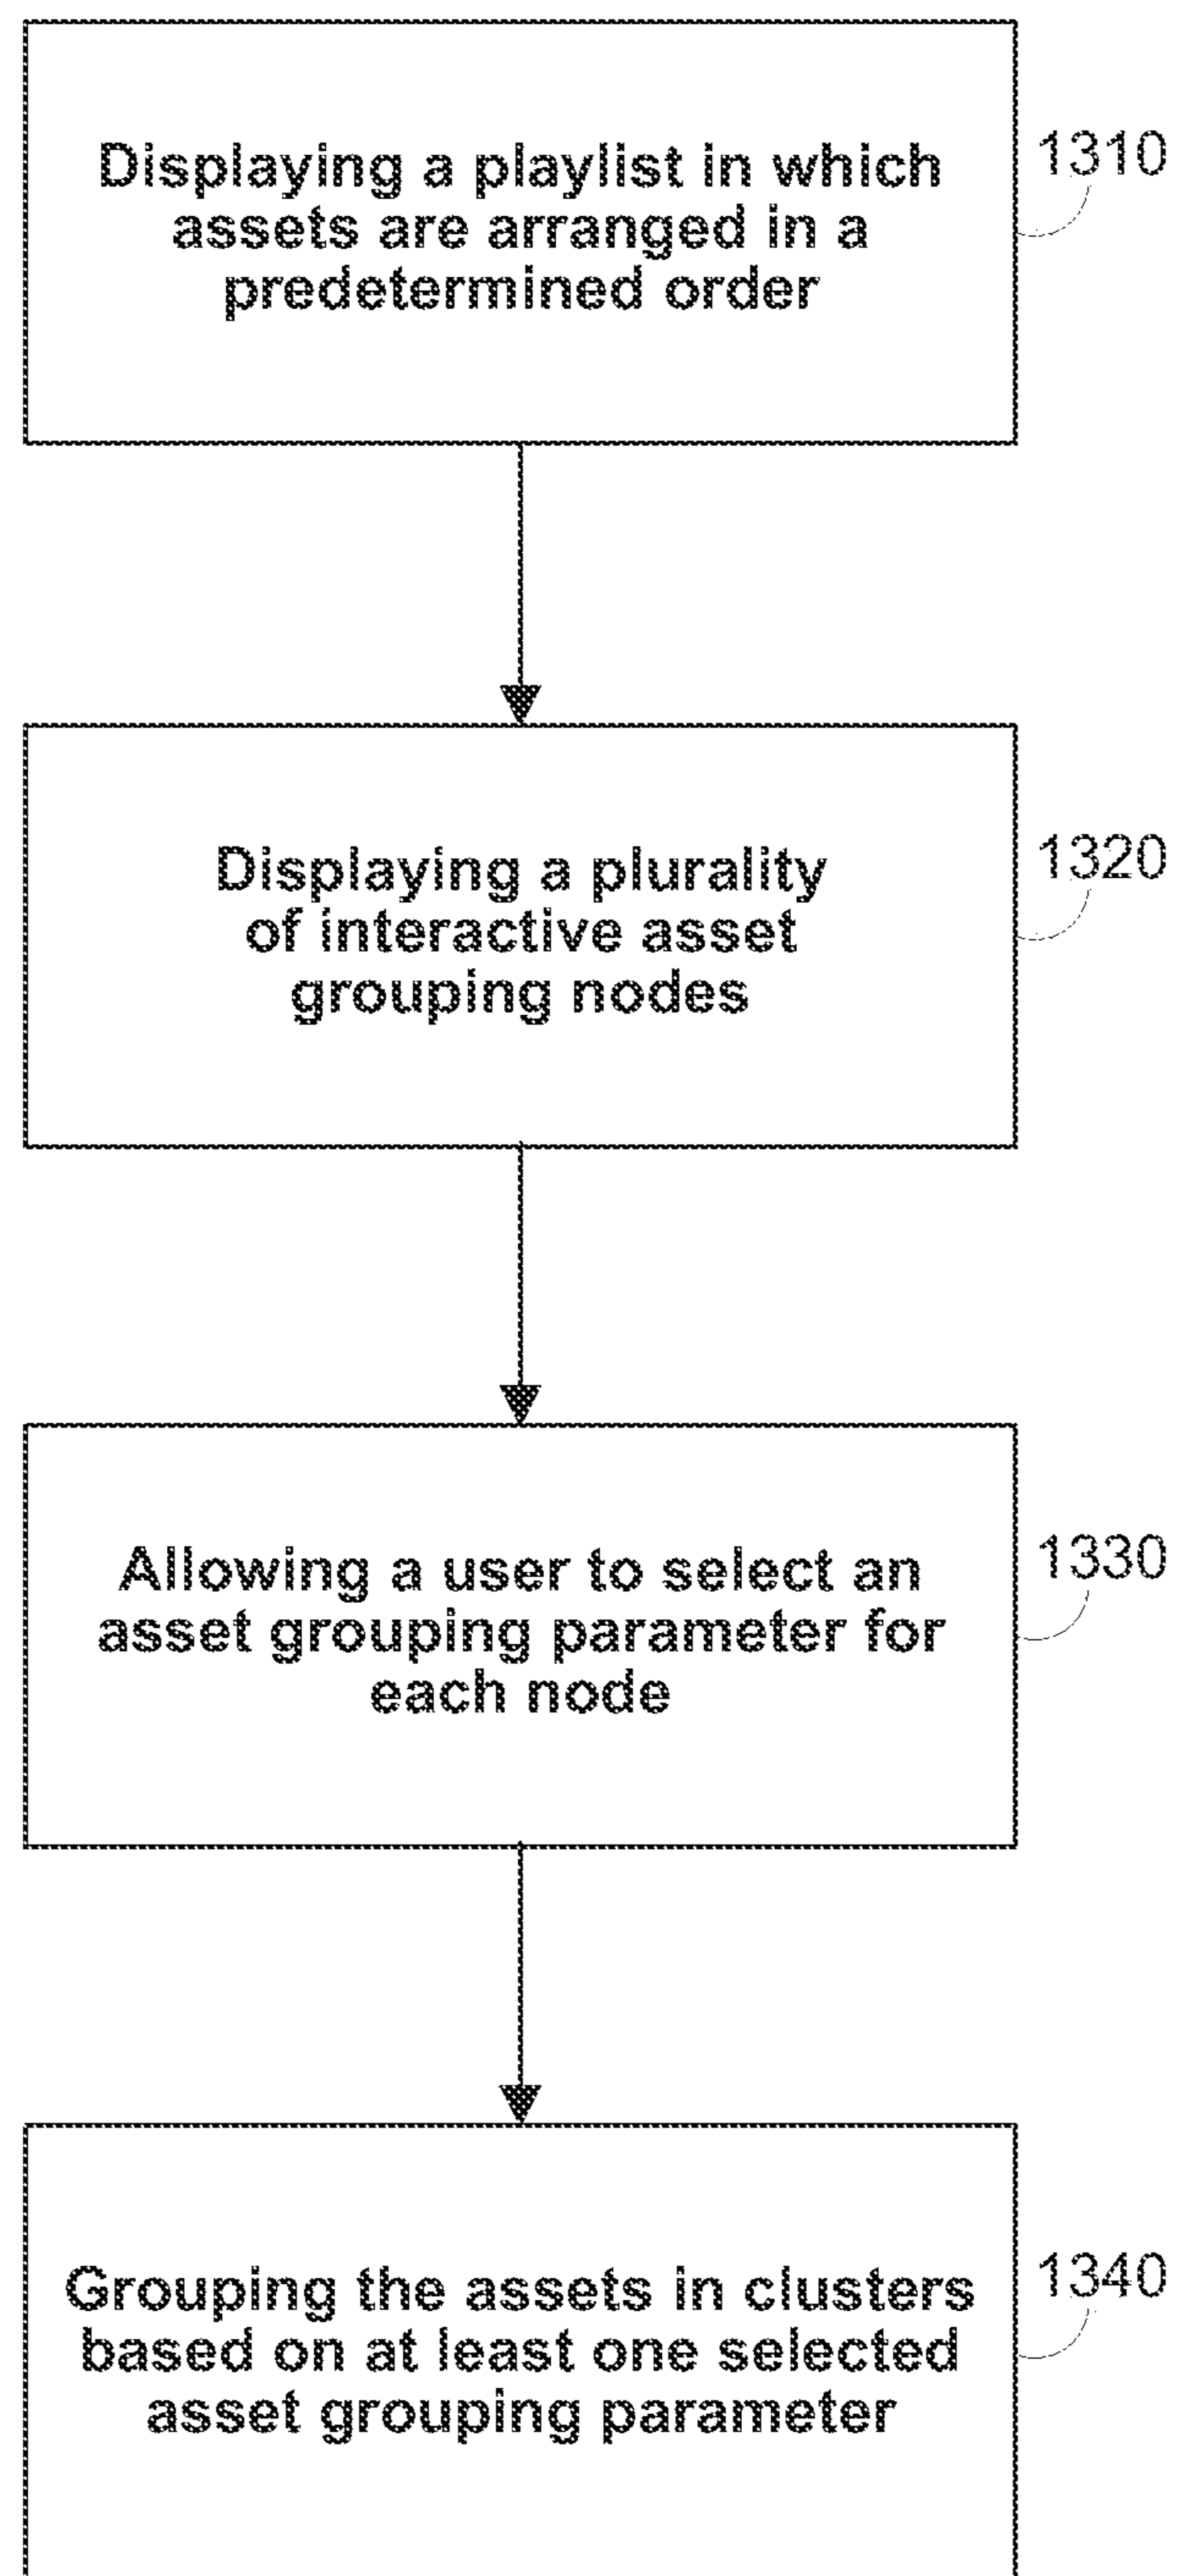 Displaying a playlist in which
assets are arranged in a
predetermined order
1310
Displaying a plurality
of interactive asset
grouping nodes
1320
Allowing a user to select an
asset grouping parameter for
each node
1330
Grouping the assets in clusters
based on at least one selected
asset grouping parameter
1340